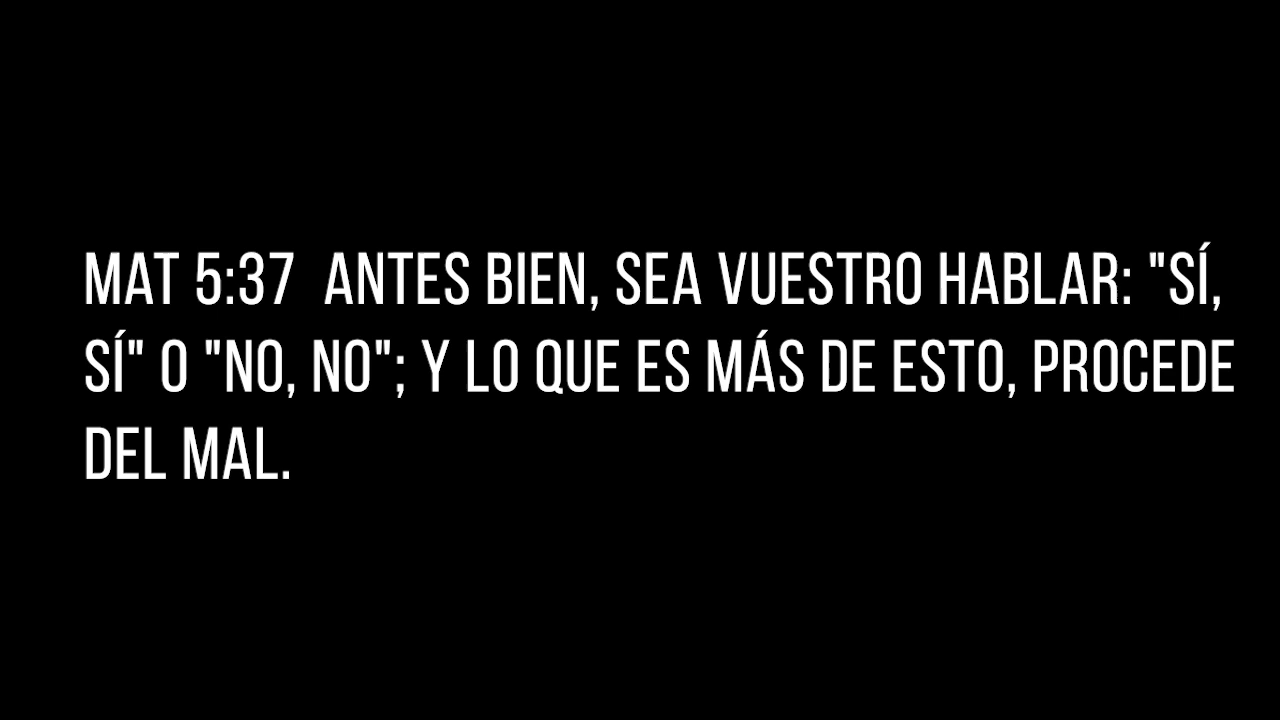 MAT 5:37  ANTES BIEN, SEA VUESTRO HABLAR: "SÍ,
SÍ" O "NO, NO"; Y LO QUE ES MÁS DE ESTO, PROCEDE
DEL MAL.